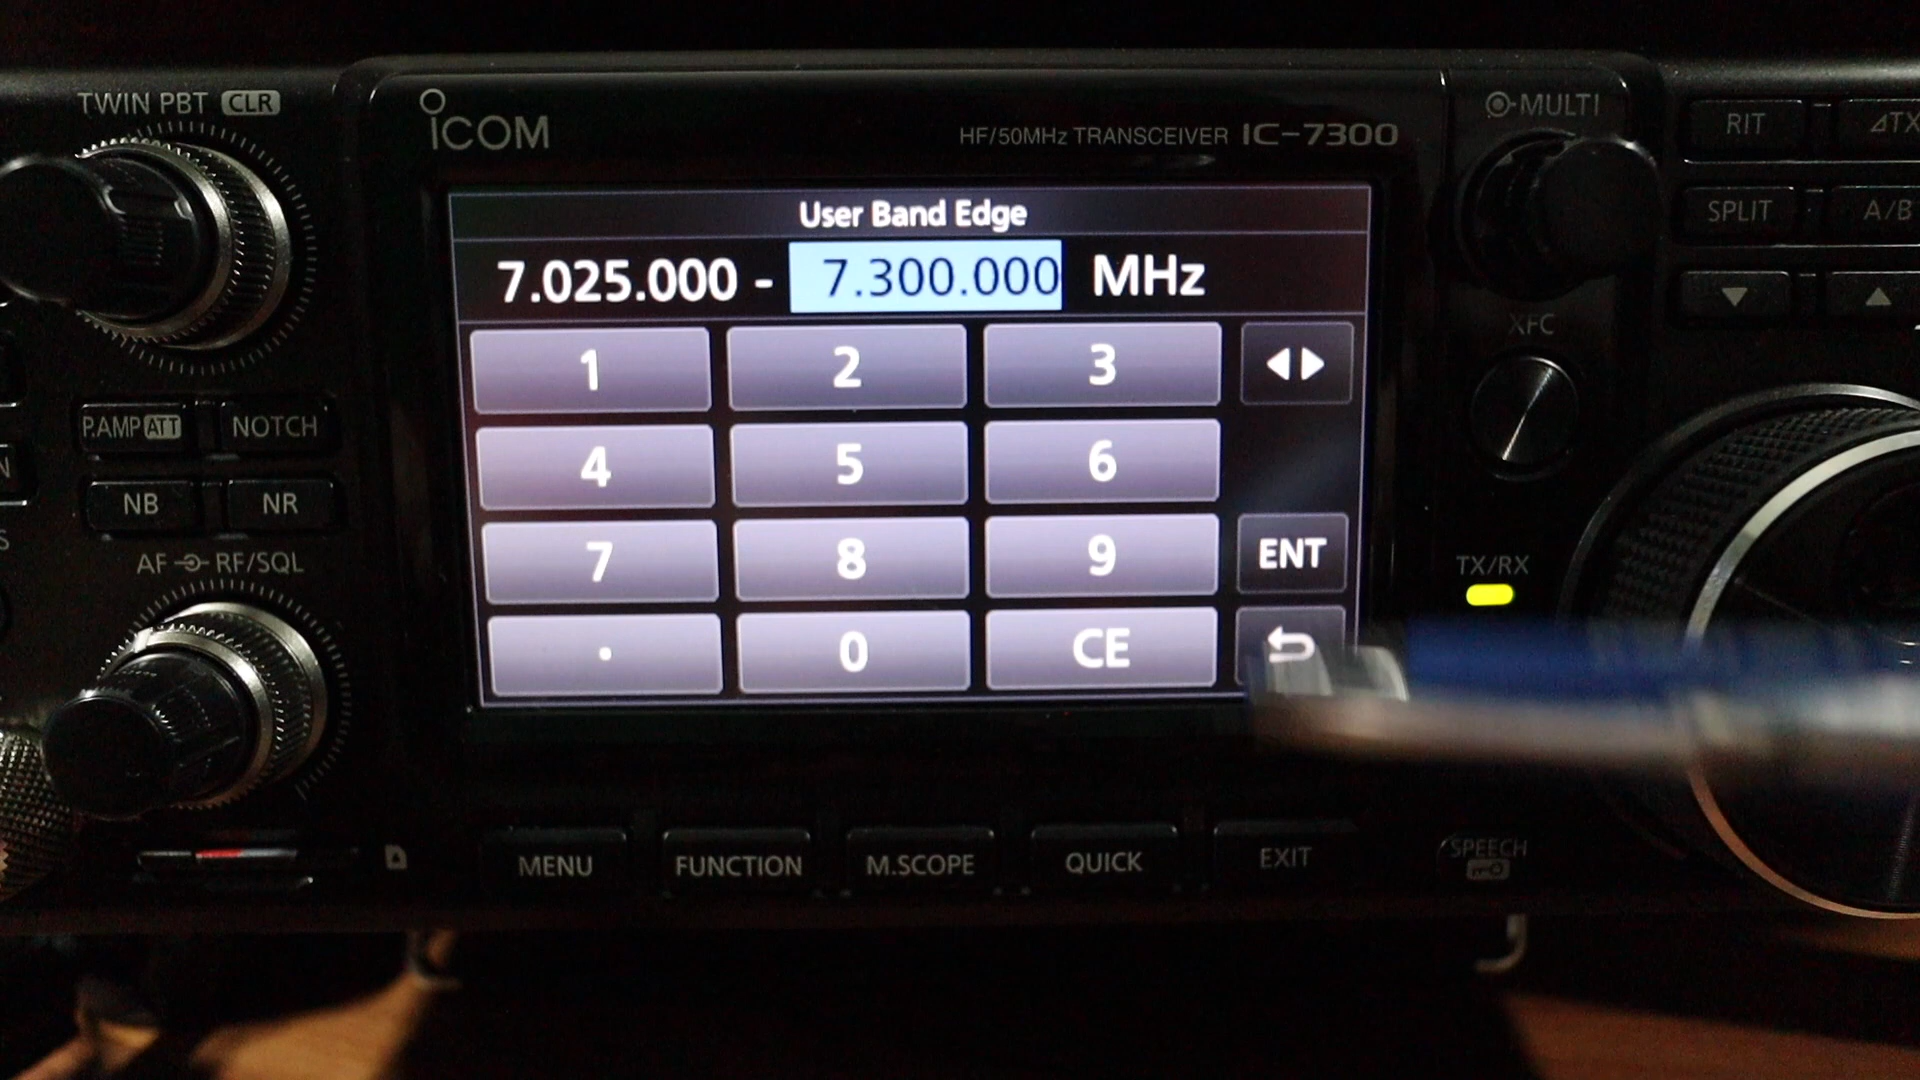 TWIN PBT CLR
ICOM
HF/50MHz TRANSCEIVER IC-7300
MULTI
RIT
⊿TX
SPLIT
A/B
User Band Edge
7.025.000 - 7.300.000 MHz
1 2 3
4 5 6
7 8 9 ENT
. 0 CE
XFC
P.AMP ATT
NOTCH
NB
NR
AF RF/SQL
TX/RX
MENU
FUNCTION
M.SCOPE
QUICK
EXIT
SPEECH